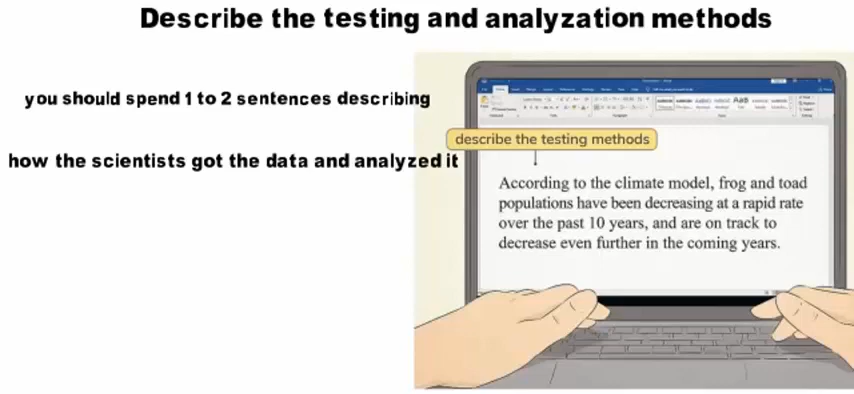 Describe the testing and analyzation methods
you should spend 1 to 2 sentences describing
how the scientists got the data and analyzed it
describe the testing methods
According to the climate model, frog and toad
populations have been decreasing at a rapid rate
over the past 10 years, and are on track to
decrease even further in the coming years.